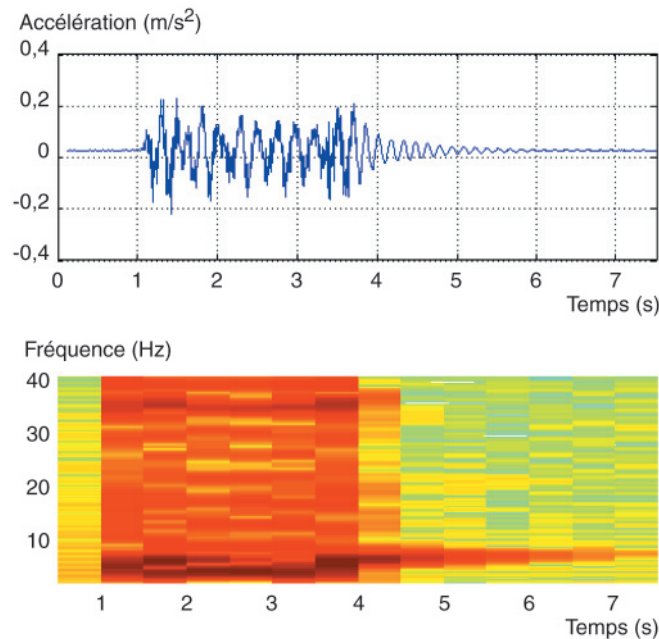 Accélération (m/s²)
0,4
0,2
0
-0,2
-0,4
0 1 2 3 4 5 6 7
Temps (s)
Fréquence (Hz)
40
30
20
10
1 2 3 4 5 6 7
Temps (s)